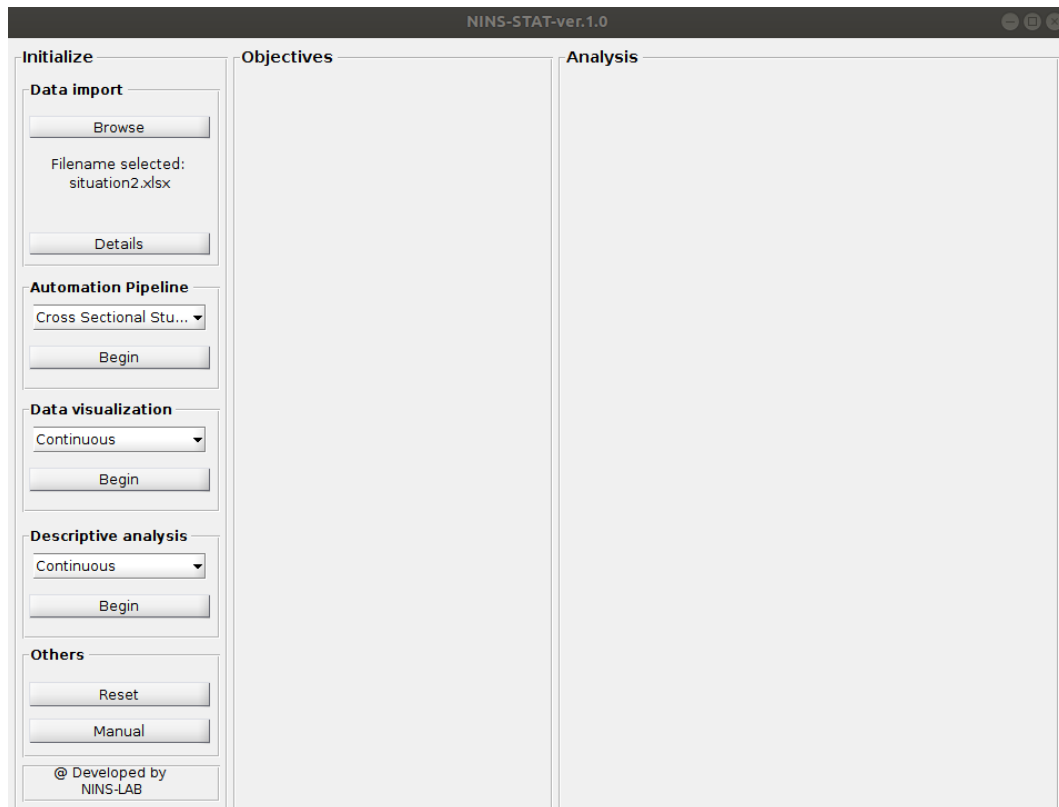 NINS-STAT-ver.1.0
Initialize
Data import
Browse
Filename selected:
situation2.xlsx
Details
Automation Pipeline
Cross Sectional Stu...
Begin
Data visualization
Continuous
Begin
Descriptive analysis
Continuous
Begin
Others
Reset
Manual
@ Developed by
NINS-LAB
Objectives
Analysis